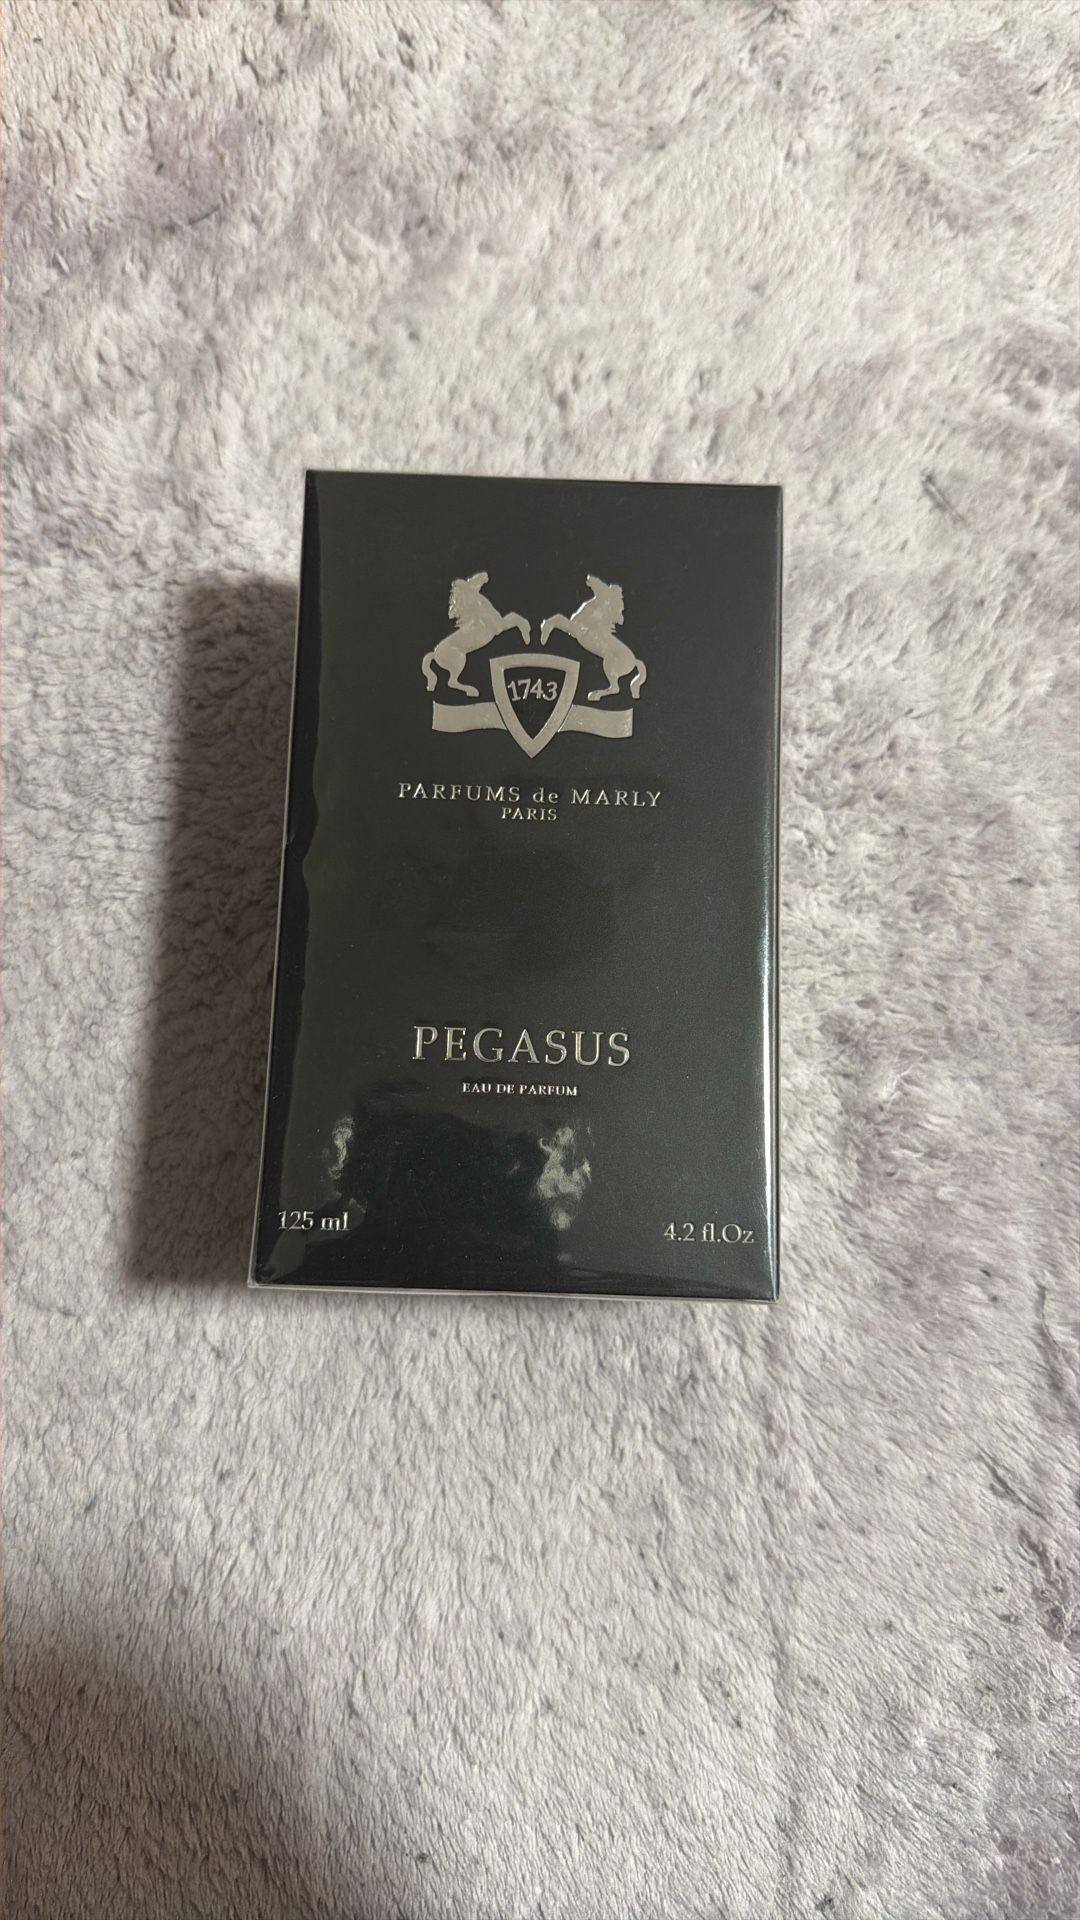 1743
PARFUMS de MARLY
PARIS
PEGASUS
EAU DE PARFUM
125 ml
4.2 fl.Oz